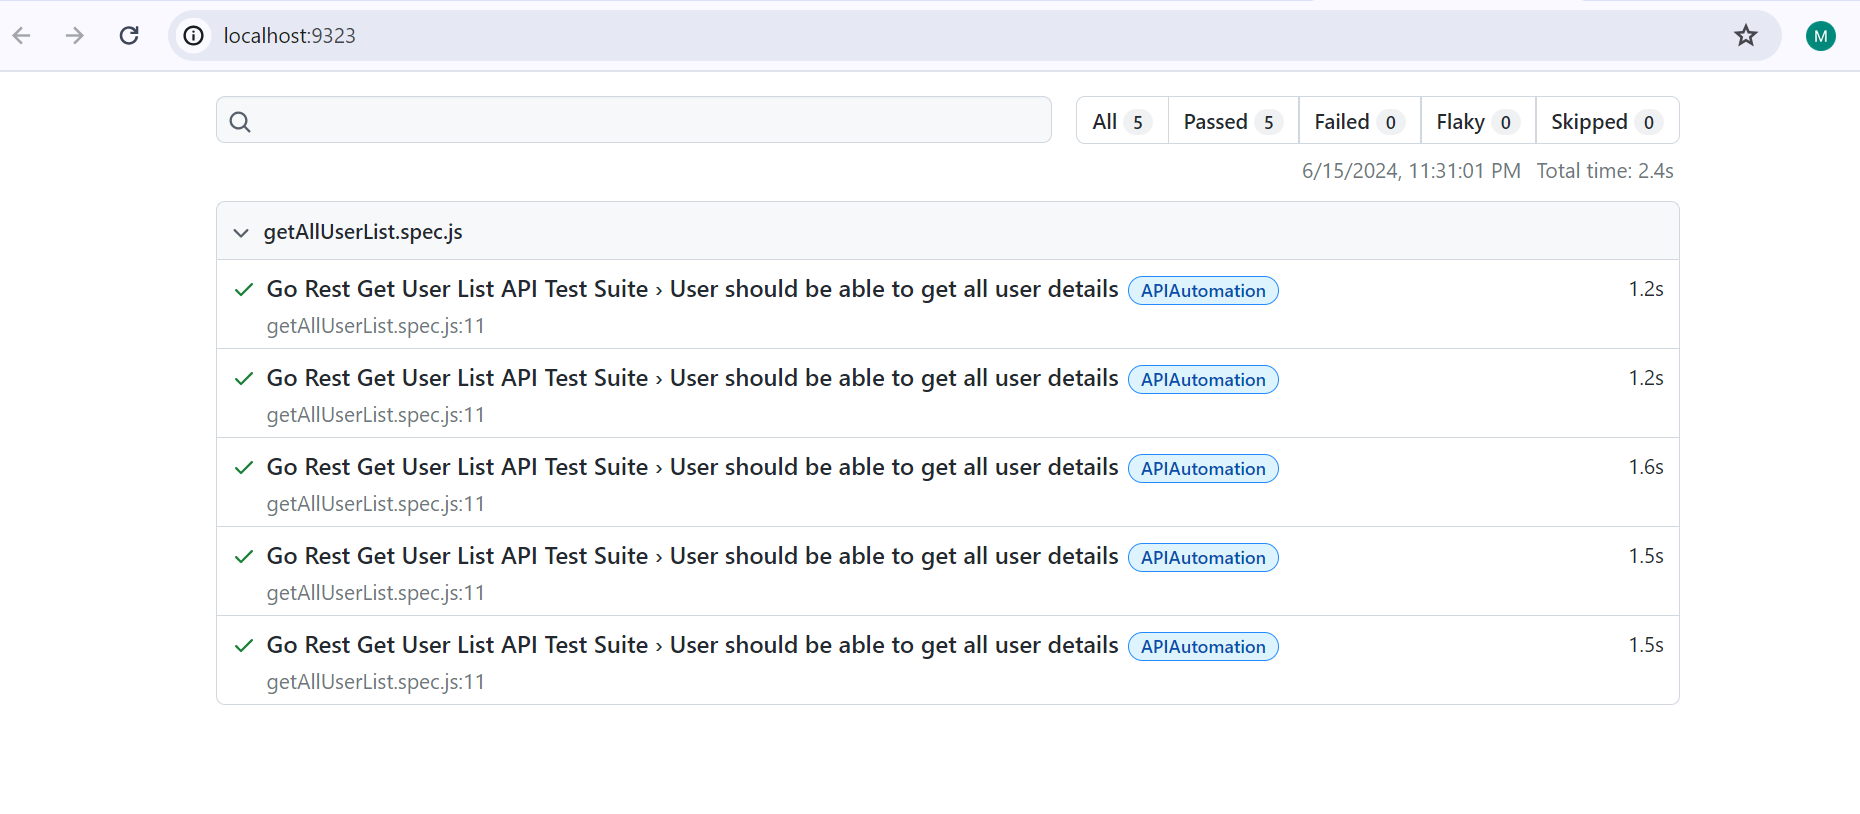 localhost:9323
M
All 5 Passed 5 Failed 0 Flaky 0 Skipped 0
6/15/2024, 11:31:01 PM Total time: 2.4s
getAllUserList.spec.js
Go Rest Get User List API Test Suite › User should be able to get all user details APIAutomation 1.2s
getAllUserList.spec.js:11
Go Rest Get User List API Test Suite › User should be able to get all user details APIAutomation 1.2s
getAllUserList.spec.js:11
Go Rest Get User List API Test Suite › User should be able to get all user details APIAutomation 1.6s
getAllUserList.spec.js:11
Go Rest Get User List API Test Suite › User should be able to get all user details APIAutomation 1.5s
getAllUserList.spec.js:11
Go Rest Get User List API Test Suite › User should be able to get all user details APIAutomation 1.5s
getAllUserList.spec.js:11